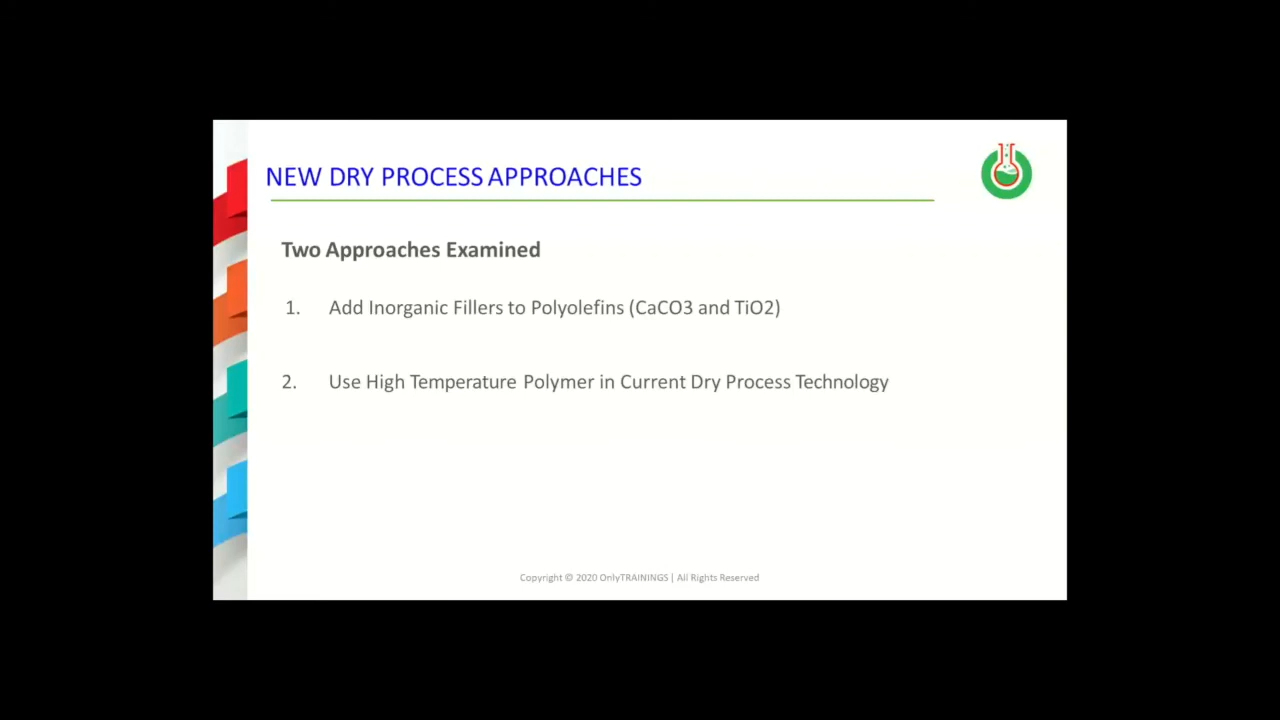 NEW DRY PROCESS APPROACHES
Two Approaches Examined
1. Add Inorganic Fillers to Polyolefins (CaCO3 and TiO2)
2. Use High Temperature Polymer in Current Dry Process Technology
Copyright © 2020 OnlyTRAININGS | All Rights Reserved